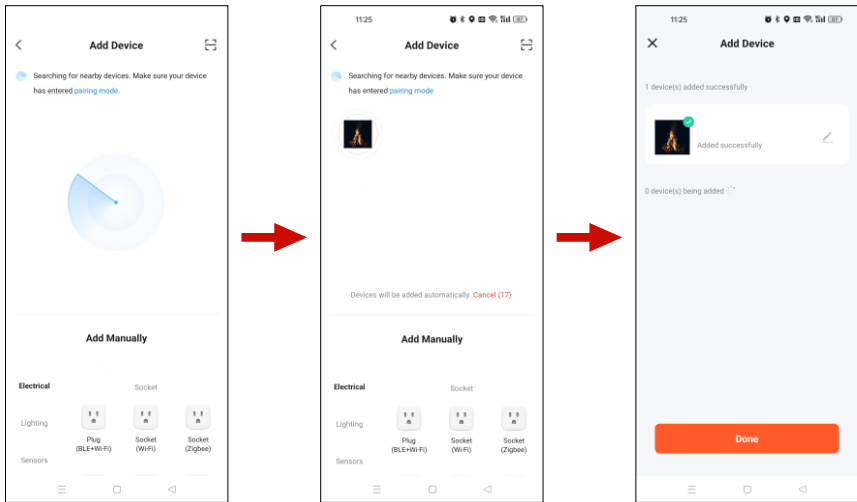 Add Device
Searching for nearby devices. Make sure your device
has entered pairing mode.
Add Manually
Electrical
Socket
Lighting
Plug
(BLE+Wi-Fi)
Socket
(Wi-Fi)
Socket
(Zigbee)
Sensors
11:25
Add Device
Searching for nearby devices. Make sure your device
has entered pairing mode
Devices will be added automatically. Cancel (17)
Add Manually
Electrical
Socket
Lighting
Plug
(BLE+Wi-Fi)
Socket
(Wi-Fi)
Socket
(Zigbee)
Sensors
11:25
Add Device
1 device(s) added successfully
Added successfully
0 device(s) being added
Done